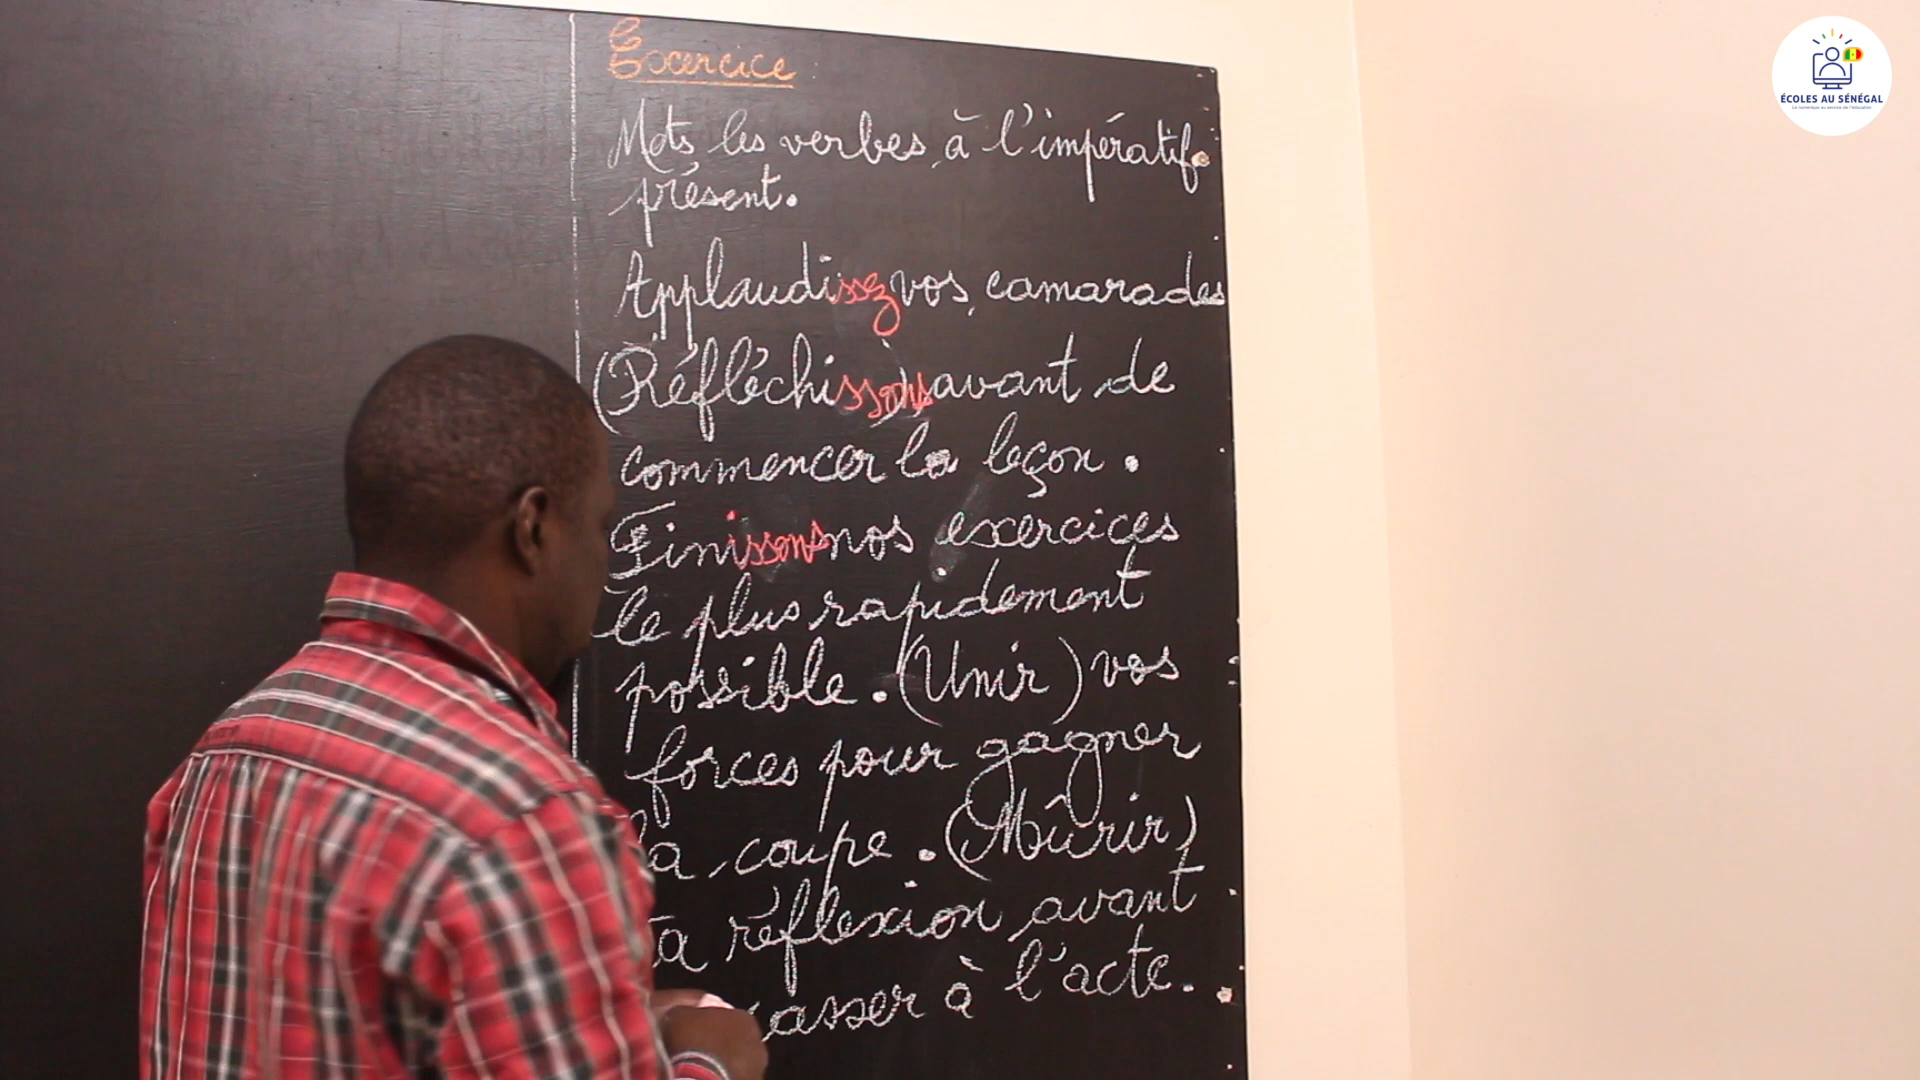 Exercice
Mets les verbes à l'impératif
présent.
Applaudissez vos camarades
(Réfléchissons) avant de
commencer la leçon.
Finissons nos exercices
le plus rapidement
possible. (Unir) vos
forces pour gagner
la coupe. (Mûrir)
ta réflexion avant
asser à l'acte.
ÉCOLES AU SÉNÉGAL